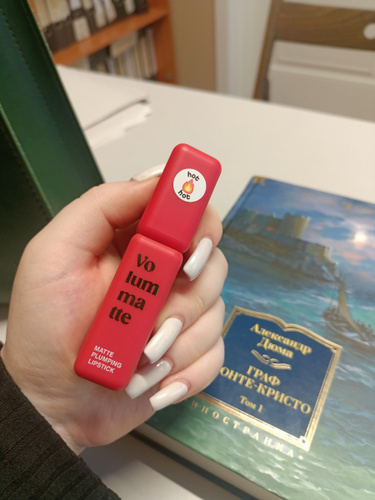 hot
hot
Vo
lum
ma
tte
MATTE
PLUMPING
LIPSTICK
Александр
Дюма
ГРАФ
ОНТЕ-КРИСТО
Том 1
ИНОСТРАНКА